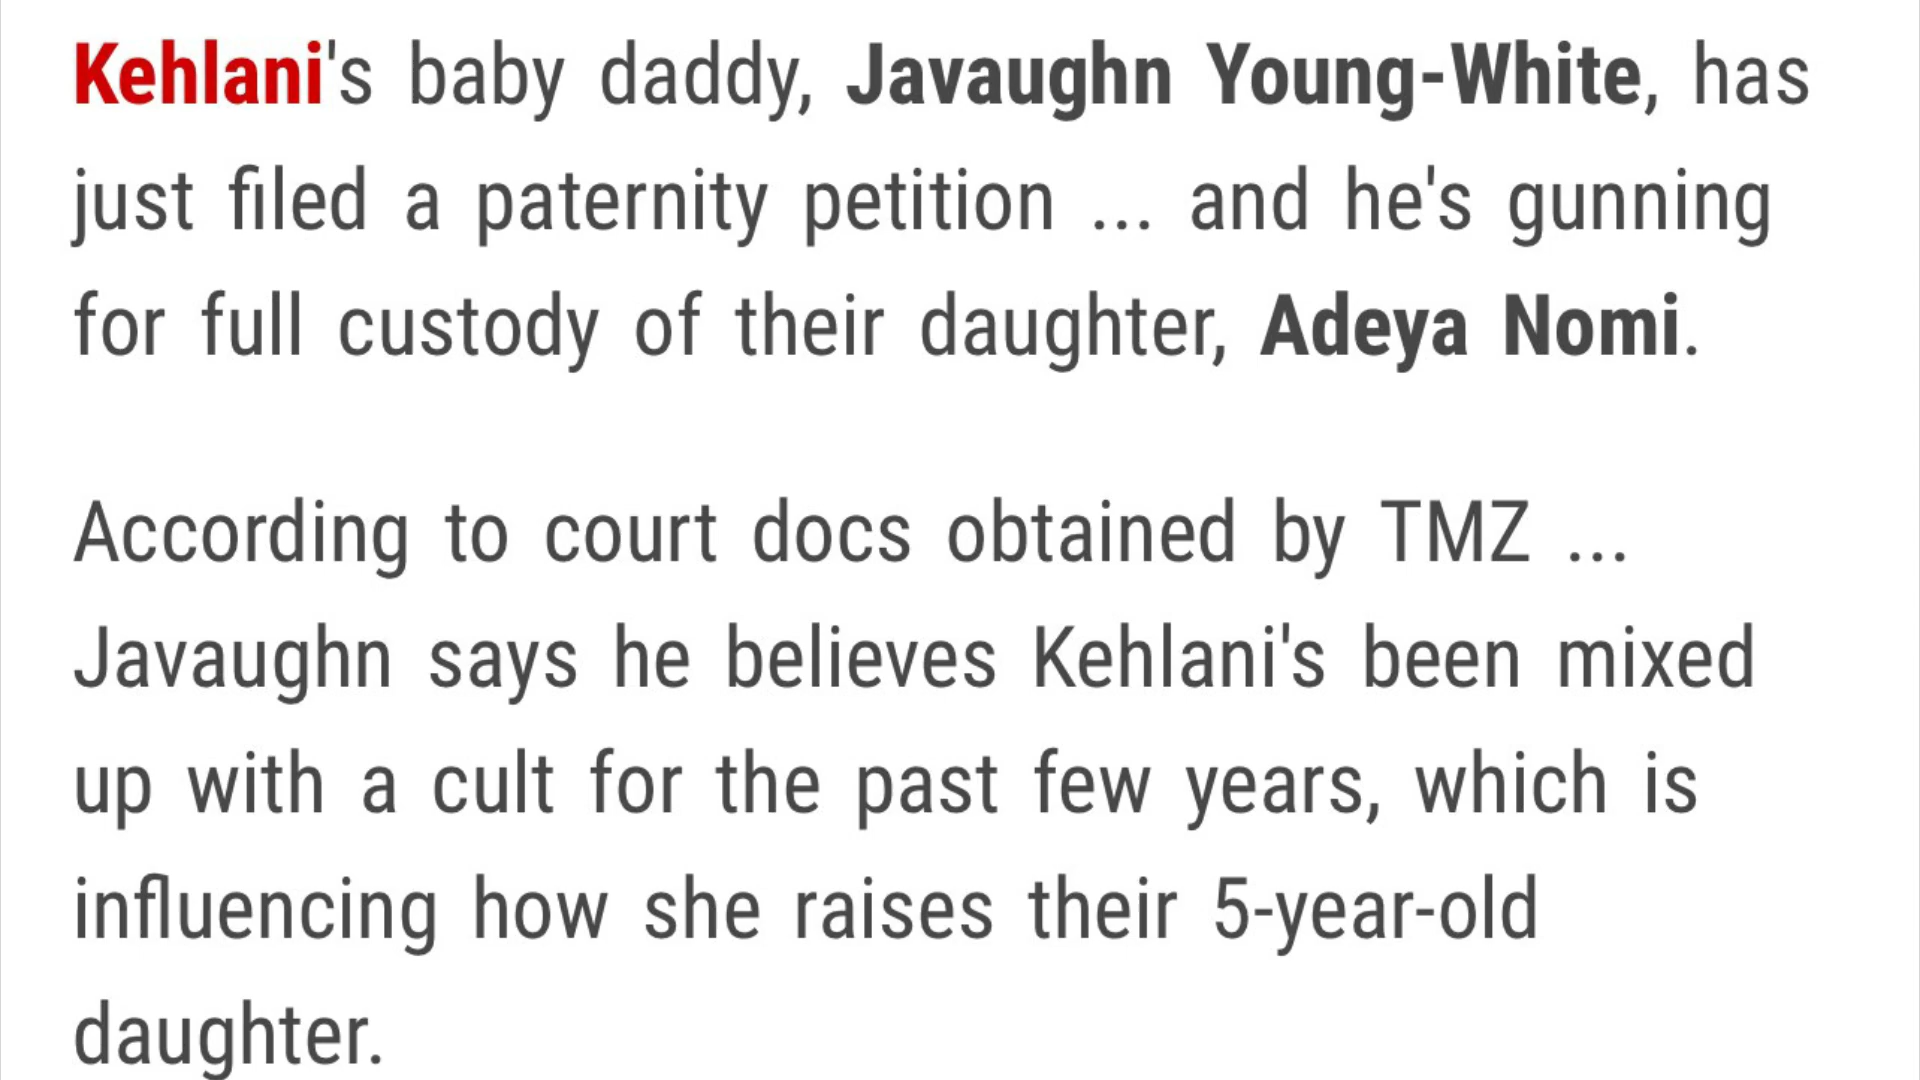 Kehlani's baby daddy, Javaughn Young-White, has
just filed a paternity petition ... and he's gunning
for full custody of their daughter, Adeya Nomi.
According to court docs obtained by TMZ ...
Javaughn says he believes Kehlani's been mixed
up with a cult for the past few years, which is
influencing how she raises their 5-year-old
daughter.